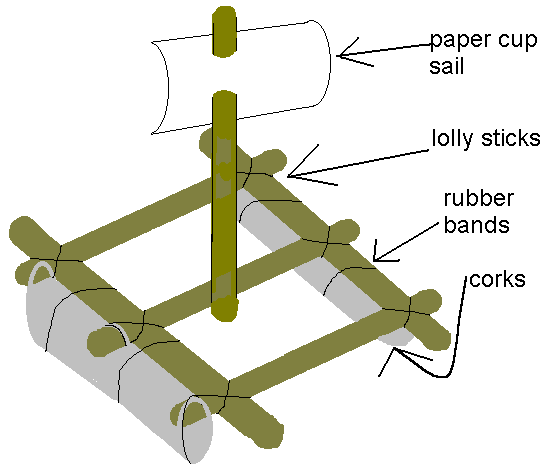 paper cup
sail
lolly sticks
rubber
bands
corks